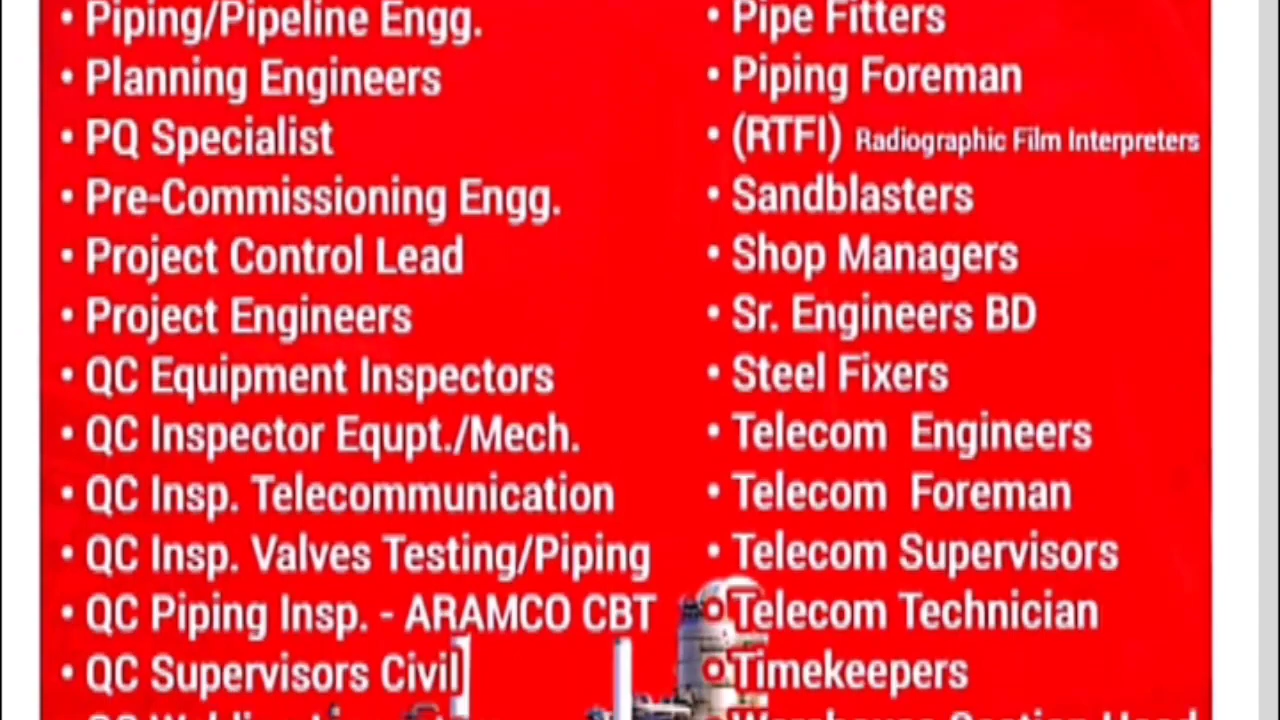 • Piping/Pipeline Engg.
• Planning Engineers
• PQ Specialist
• Pre-Commissioning Engg.
• Project Control Lead
• Project Engineers
• QC Equipment Inspectors
• QC Inspector Equpt./Mech.
• QC Insp. Telecommunication
• QC Insp. Valves Testing/Piping
• QC Piping Insp. - ARAMCO CBT
• QC Supervisors Civil
• Pipe Fitters
• Piping Foreman
• (RTFI) Radiographic Film Interpreters
• Sandblasters
• Shop Managers
• Sr. Engineers BD
• Steel Fixers
• Telecom Engineers
• Telecom Foreman
• Telecom Supervisors
• Telecom Technician
• Timekeepers